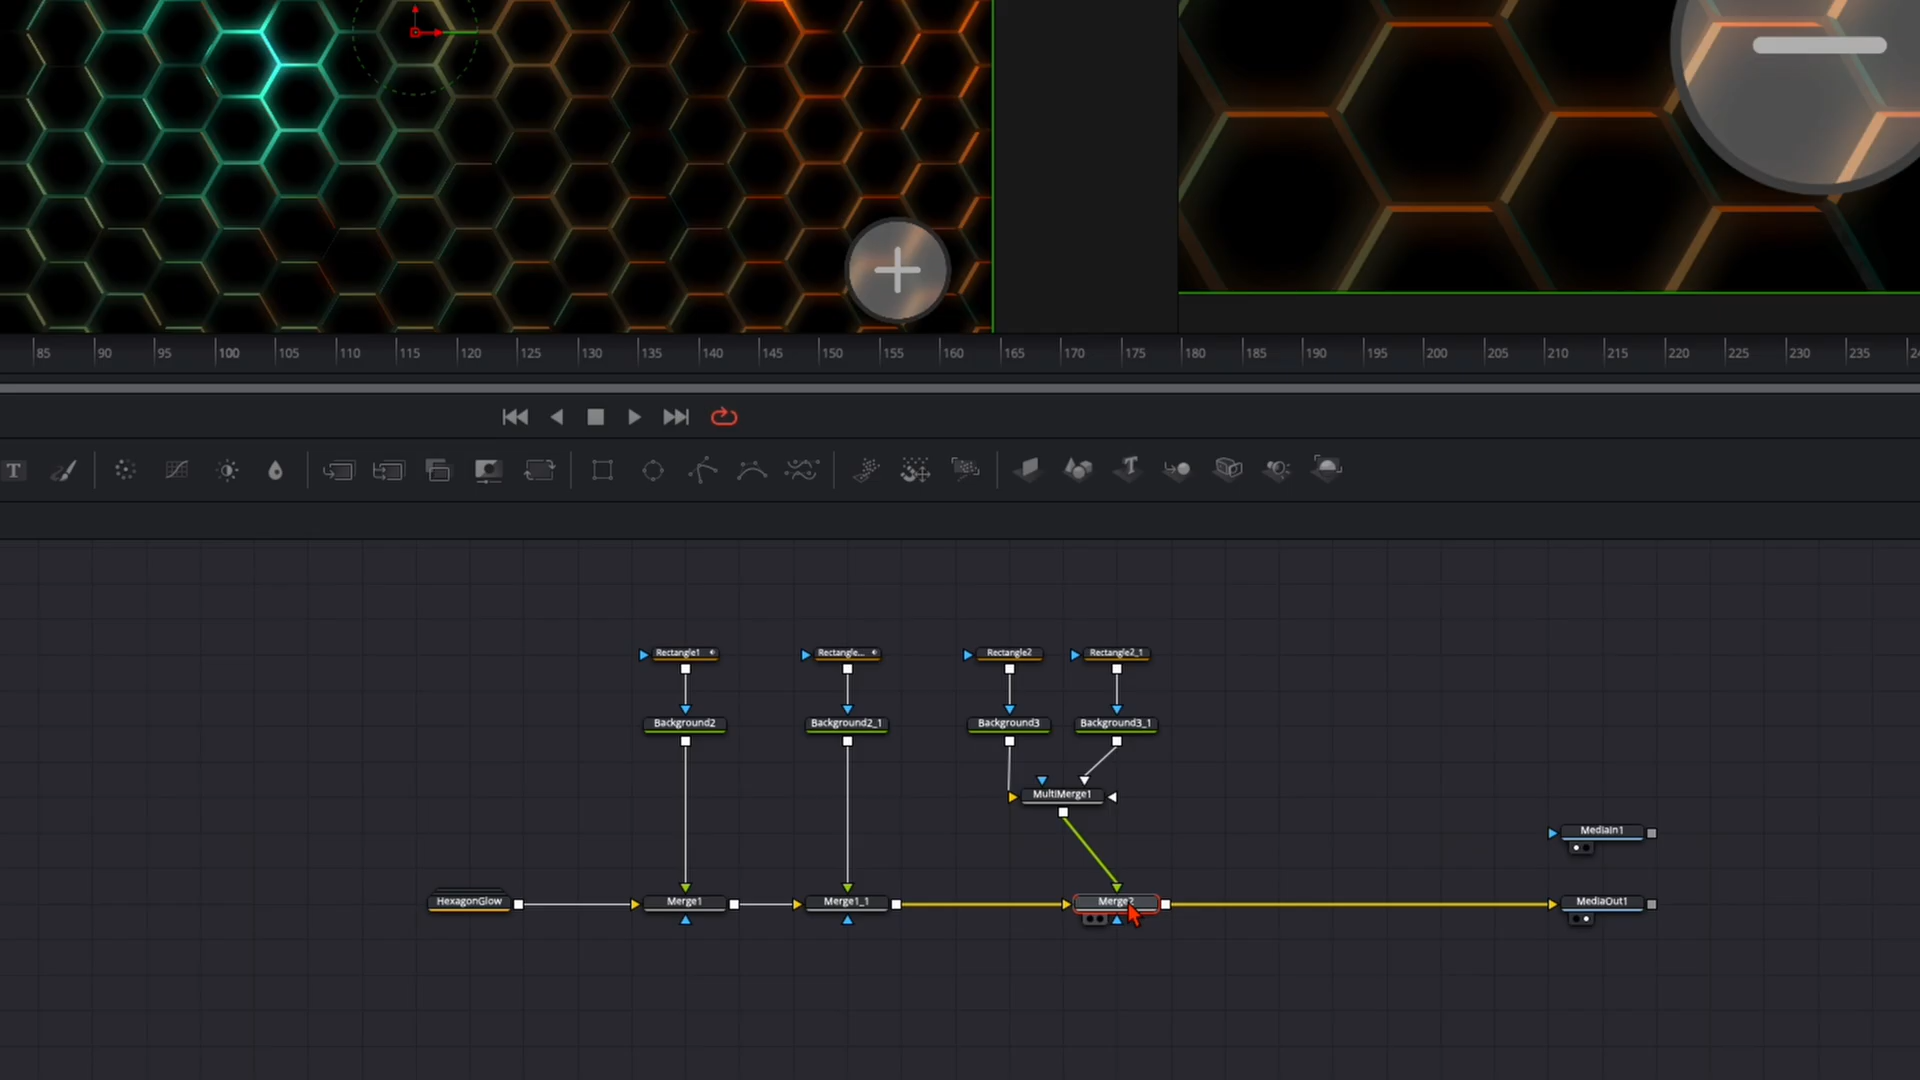 85 90 95 100 105 110 115 120 125 130 135 140 145 150 155 160 165 170 175 180 185 190 195 200 205 210 215 220 225 230 235
T
T
Rectangle1 Rectangle... Rectangle2 Rectangle2_1
Background2 Background2_1 Background3 Background3_1
MultiMerge1
MediaIn1
HexagonGlow Merge1 Merge1_1 Merge2 MediaOut1